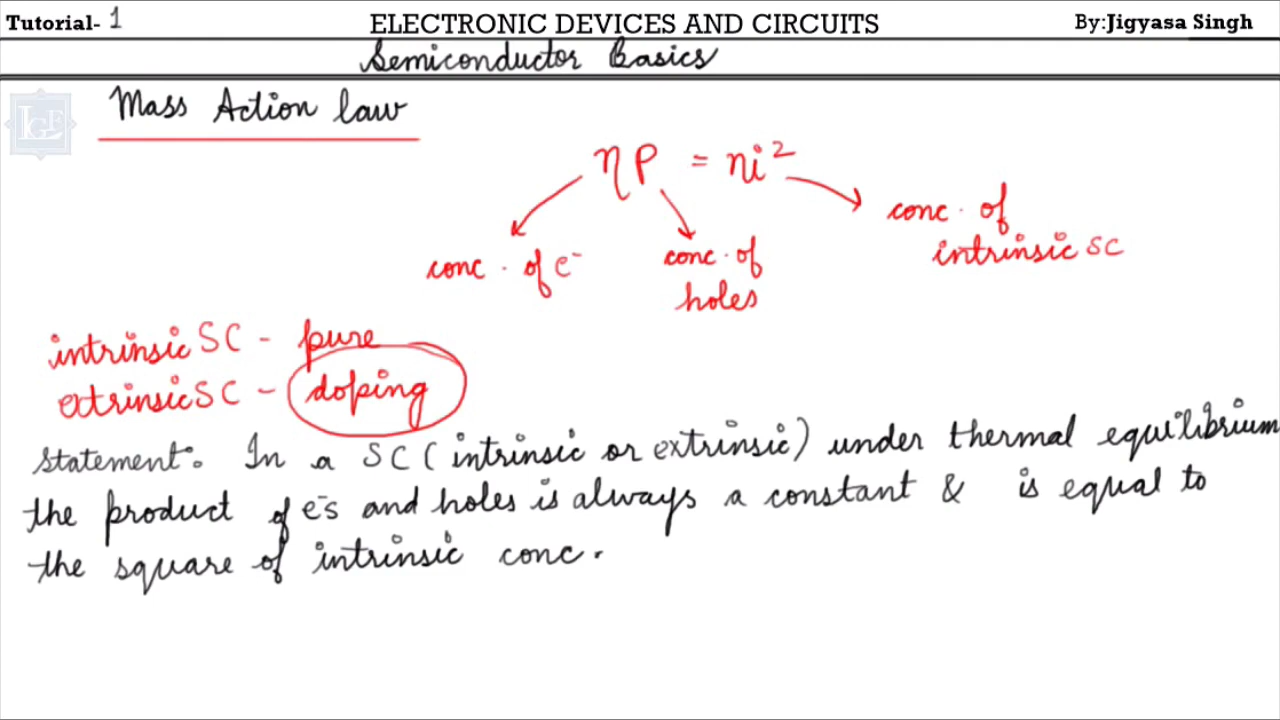 Tutorial- 1 ELECTRONIC DEVICES AND CIRCUITS By:Jigyasa Singh
Semiconductor Basics
IGF
Mass Action law
ηP = ni²
conc. of e⁻
conc. of holes
conc. of
intrinsic SC
intrinsic SC - pure
extrinsic SC - doping
statement:. In a SC (intrinsic or extrinsic) under thermal equilibrium
the product of e⁻s and holes is always a constant & is equal to
the square of intrinsic conc.